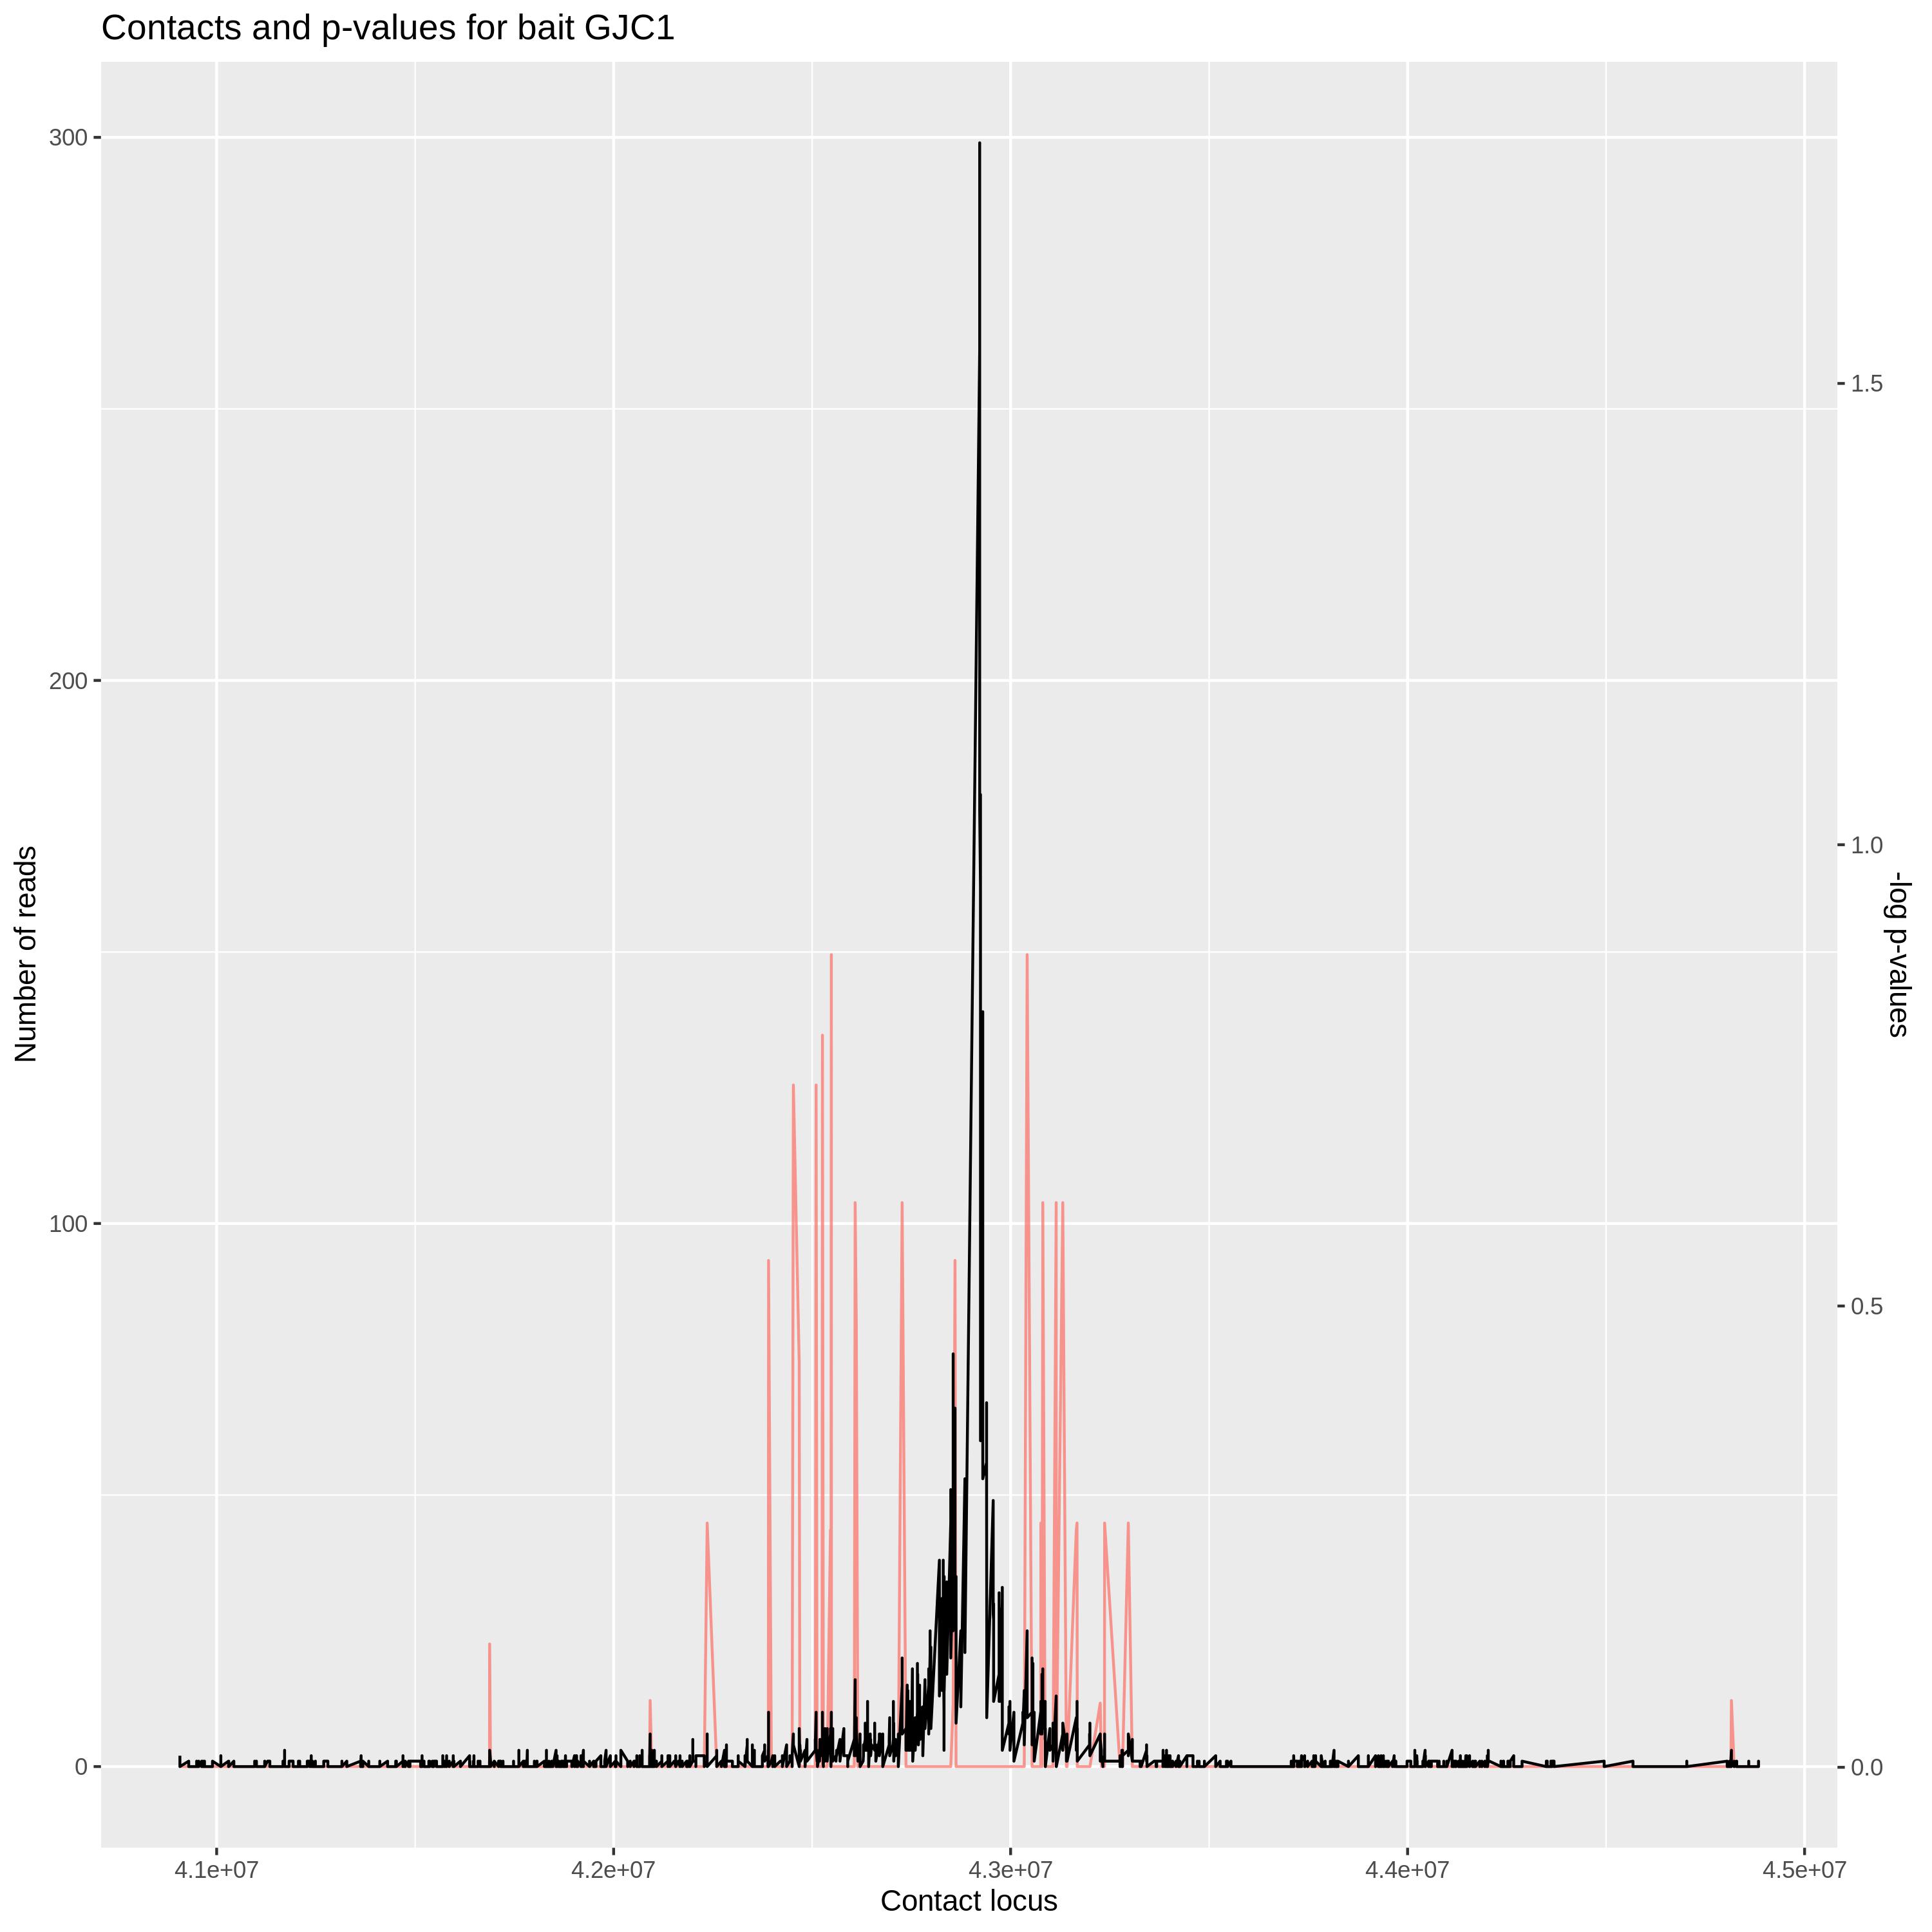 Contacts and p-values for bait GJC1
300
200
100
0
Number of reads
1.5
1.0
0.5
0.0
-log p-values
4.1e+07 4.2e+07 4.3e+07 4.4e+07 4.5e+07
Contact locus